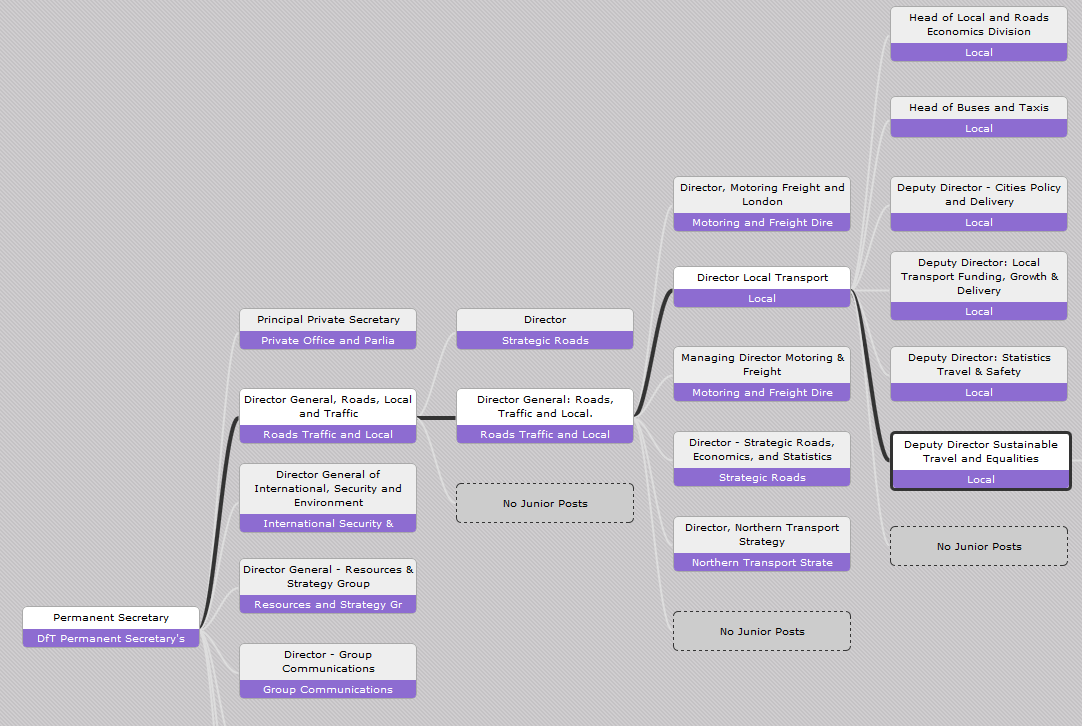 Permanent Secretary
DfT Permanent Secretary's
Principal Private Secretary
Private Office and Parlia
Director General, Roads, Local
and Traffic
Roads Traffic and Local
Director General of
International, Security and
Environment
International Security &
Director General - Resources &
Strategy Group
Resources and Strategy Gr
Director - Group
Communications
Group Communications
Director
Strategic Roads
Director General: Roads,
Traffic and Local.
Roads Traffic and Local
No Junior Posts
Director, Motoring Freight and
London
Motoring and Freight Dire
Director Local Transport
Local
Managing Director Motoring &
Freight
Motoring and Freight Dire
Director - Strategic Roads,
Economics, and Statistics
Strategic Roads
Director, Northern Transport
Strategy
Northern Transport Strate
No Junior Posts
Head of Local and Roads
Economics Division
Local
Head of Buses and Taxis
Local
Deputy Director - Cities Policy
and Delivery
Local
Deputy Director: Local
Transport Funding, Growth &
Delivery
Local
Deputy Director: Statistics
Travel & Safety
Local
Deputy Director Sustainable
Travel and Equalities
Local
No Junior Posts